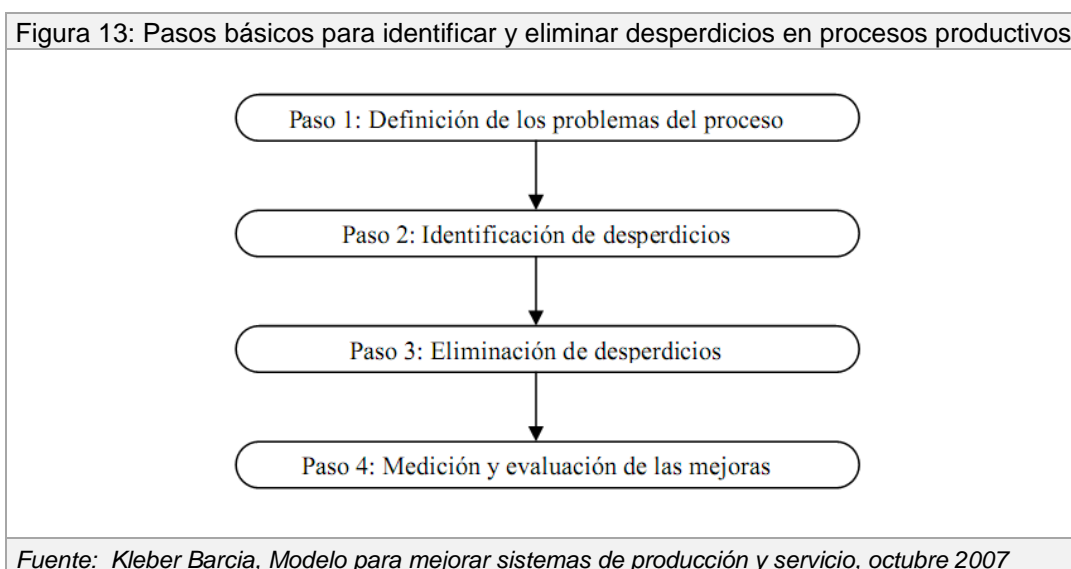 Figura 13: Pasos básicos para identificar y eliminar desperdicios en procesos productivos
Paso 1: Definición de los problemas del proceso
Paso 2: Identificación de desperdicios
Paso 3: Eliminación de desperdicios
Paso 4: Medición y evaluación de las mejoras
Fuente: Kleber Barcia, Modelo para mejorar sistemas de producción y servicio, octubre 2007